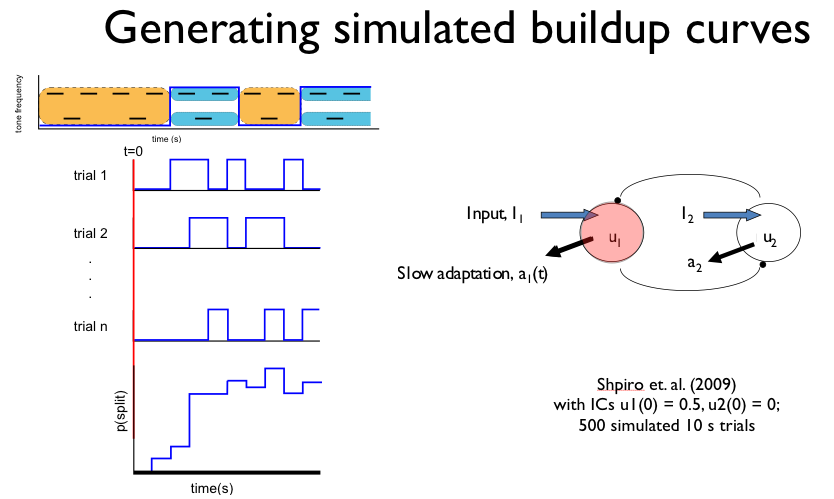 Generating simulated buildup curves
tone frequency
time (s)
t=0
trial 1
trial 2
.
.
.
trial n
p(split)
time(s)
Input, I1
I2
u1
u2
a2
Slow adaptation, a1(t)
Shpiro et. al. (2009)
with ICs u1(0) = 0.5, u2(0) = 0;
500 simulated 10 s trials